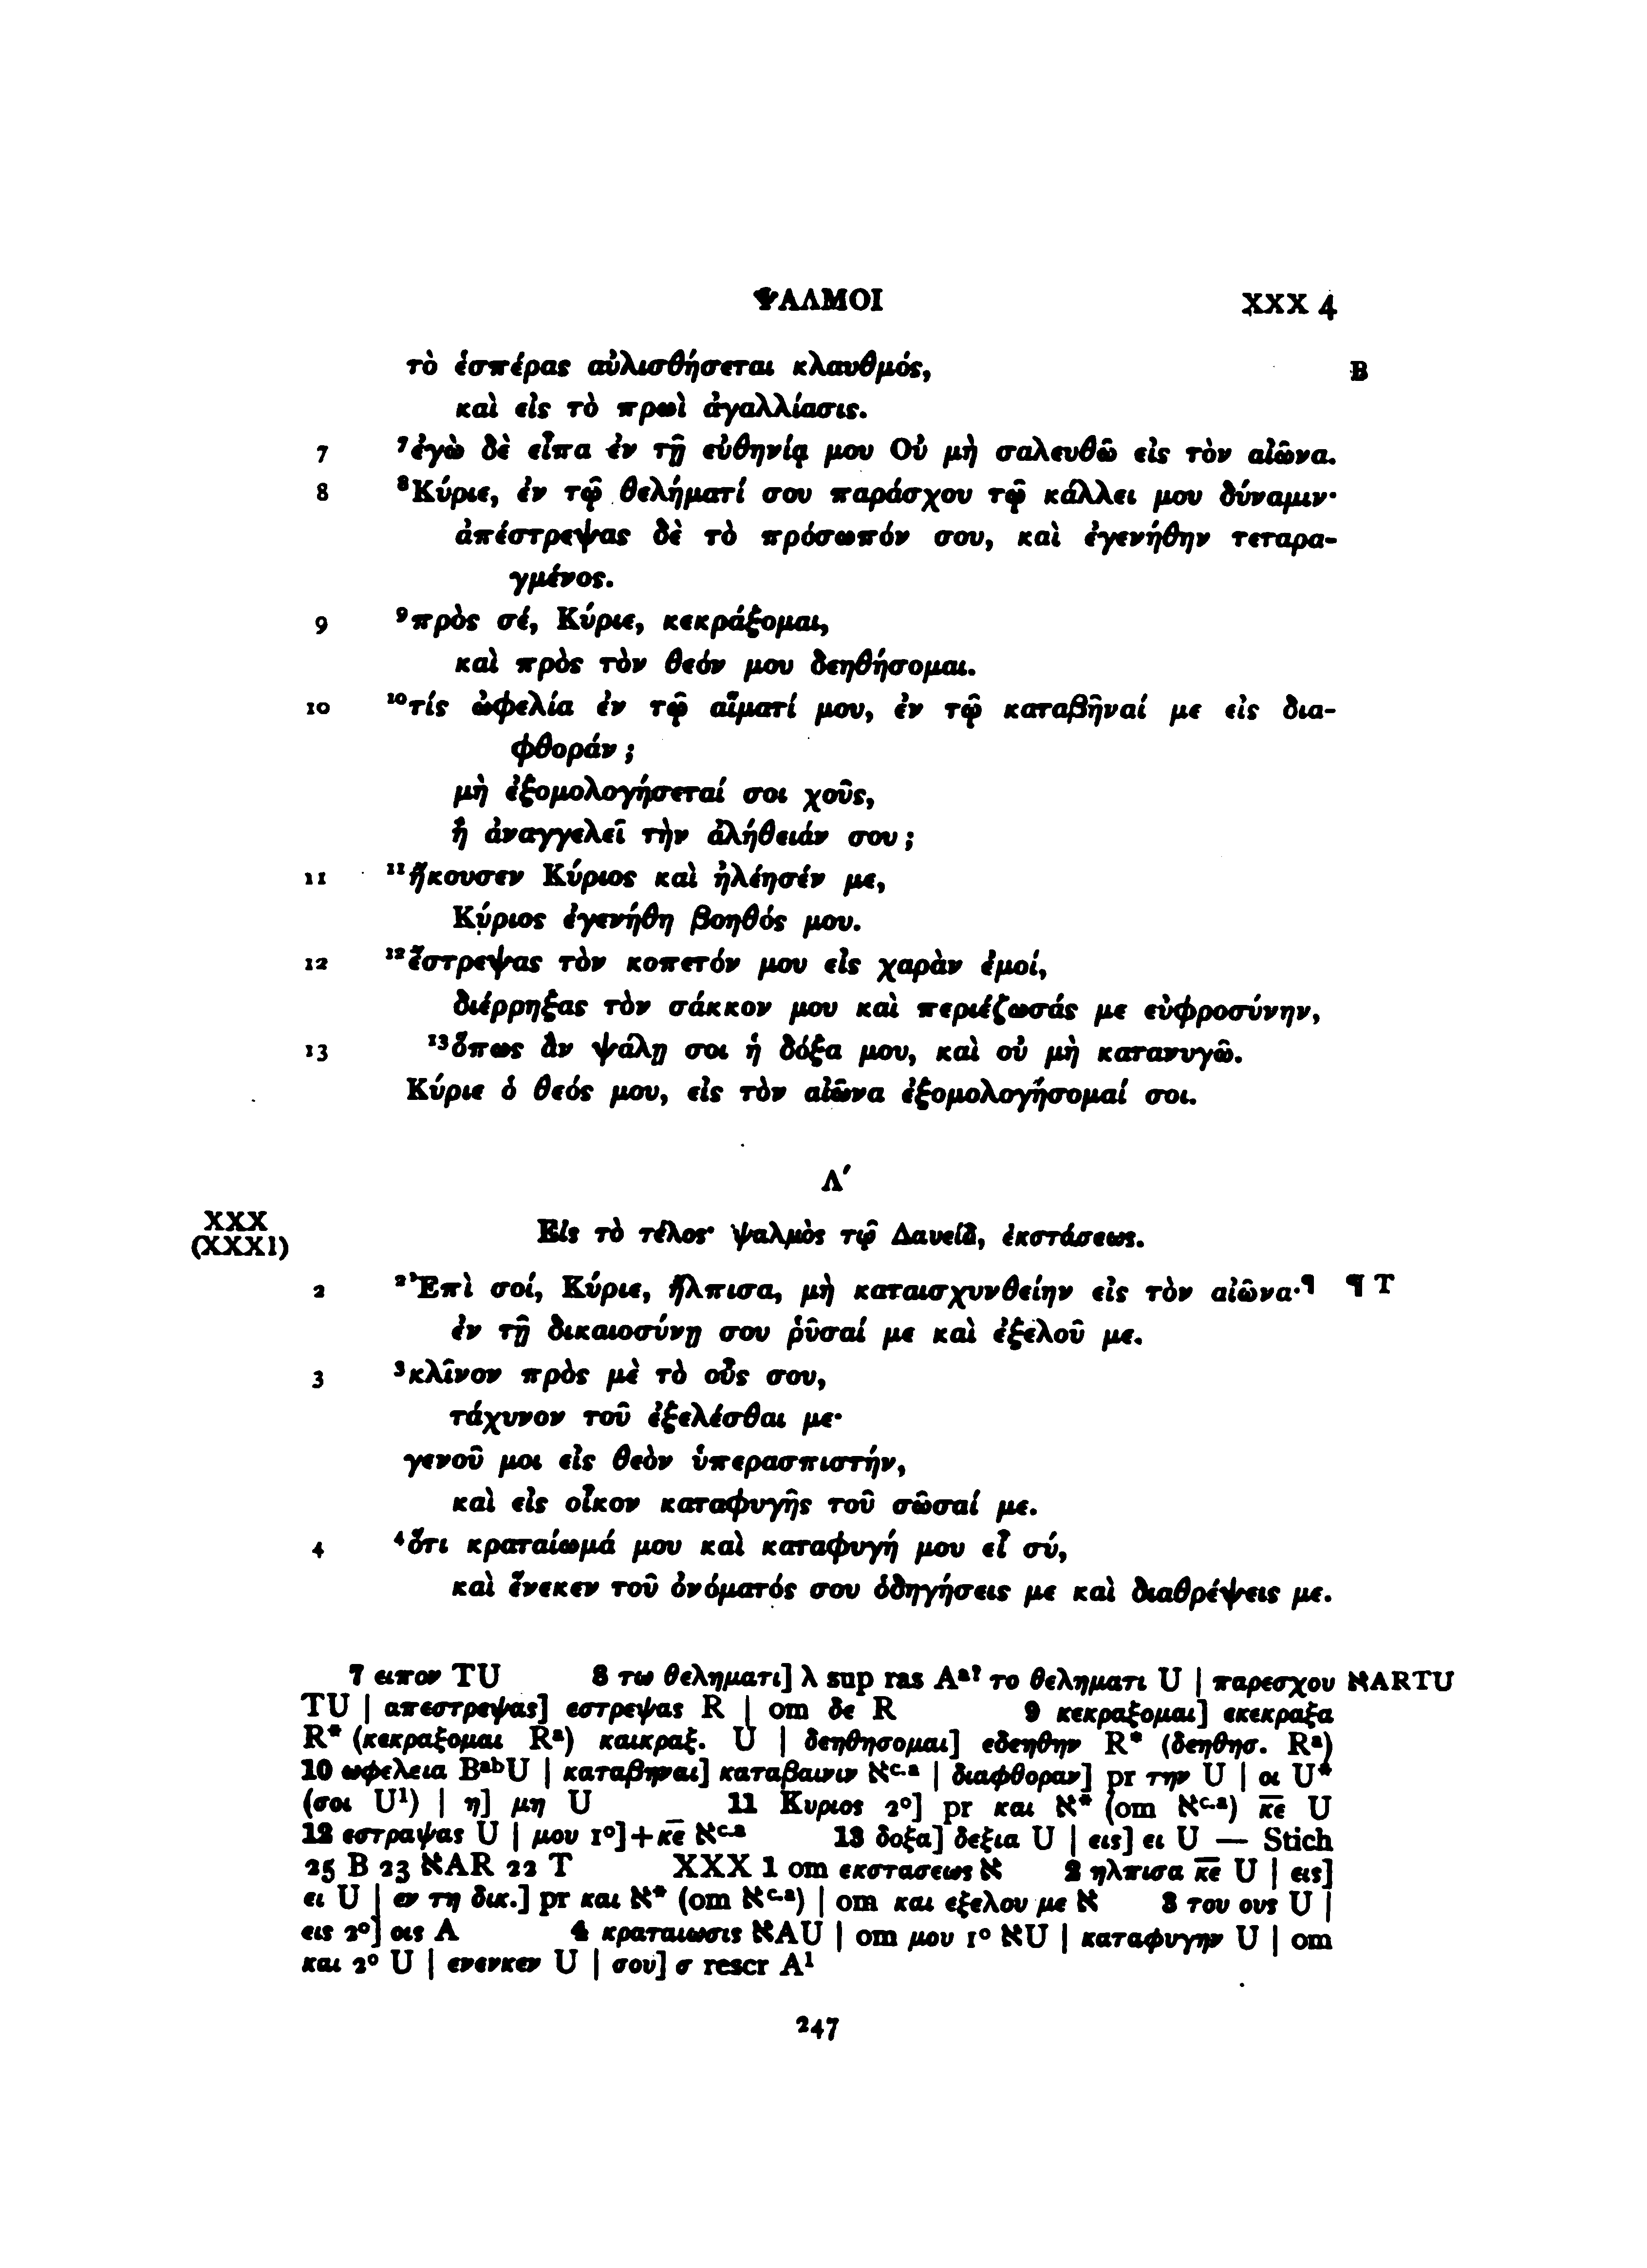 ΨΑΛΜΟΙ XXX 4
τὸ ἑσπέρας αὐλισθήσεται κλαυθμός, B
καὶ εἰς τὸ πρωὶ ἀγαλλίασις.
7 ⁷ἐγὼ δὲ εἶπα ἐν τῇ εὐθηνίᾳ μου Οὐ μὴ σαλευθῶ εἰς τὸν αἰῶνα.
8 ⁸Κύριε, ἐν τῷ θελήματί σου παράσχου τῷ κάλλει μου δύναμιν·
ἀπέστρεψας δὲ τὸ πρόσωπόν σου, καὶ ἐγενήθην τεταρα-
γμένος.
9 ⁹πρὸς σέ, Κύριε, κεκράξομαι,
καὶ πρὸς τὸν θεόν μου δεηθήσομαι.
10 ¹⁰τίς ὠφελία ἐν τῷ αἵματί μου, ἐν τῷ καταβῆναί με εἰς δια-
φθοράν;
μὴ ἐξομολογήσεταί σοι χοῦς,
ἢ ἀναγγελεῖ τὴν ἀλήθειάν σου;
11 ¹¹ἤκουσεν Κύριος καὶ ἠλέησέν με,
Κύριος ἐγενήθη βοηθός μου.
12 ¹²ἔστρεψας τὸν κοπετόν μου εἰς χαρὰν ἐμοί,
διέρρηξας τὸν σάκκον μου καὶ περιέζωσάς με εὐφροσύνην,
13 ¹³ὅπως ἂν ψάλῃ σοι ἡ δόξα μου, καὶ οὐ μὴ κατανυγῶ.
Κύριε ὁ θεός μου, εἰς τὸν αἰῶνα ἐξομολογήσομαί σοι.
Λ′
XXX
(XXXI) Εἰς τὸ τέλος· ψαλμὸς τῷ Δαυείδ, ἐκστάσεως.
2 ²Ἐπὶ σοί, Κύριε, ἤλπισα, μὴ καταισχυνθείην εἰς τὸν αἰῶνα·¶ ¶ T
ἐν τῇ δικαιοσύνῃ σου ῥῦσαί με καὶ ἐξελοῦ με.
3 ³κλῖνον πρὸς μὲ τὸ οὖς σου,
τάχυνον τοῦ ἐξελέσθαι με·
γενοῦ μοι εἰς θεὸν ὑπερασπιστήν,
καὶ εἰς οἶκον καταφυγῆς τοῦ σῶσαί με.
4 ⁴ὅτι κραταίωμά μου καὶ καταφυγή μου εἶ σύ,
καὶ ἕνεκεν τοῦ ὀνόματός σου ὁδηγήσεις με καὶ διαθρέψεις με.
7 ειπον TU 8 τω θεληματι] λ sup ras Aᵃ? το θεληματι U | παρεσχου אARTU
TU | απεστρεψας] εστρεψας R | om δε R 9 κεκραξομαι] εκεκραξα
R* (κεκραξομαι Rᵃ) καικραξ. U | δεηθησομαι] εδεηθην R* (δεηθησ. Rᵃ)
10 ωφελεια BᵃᵇU | καταβηναι] καταβαινιν אᶜ·ᵃ | διαφθοραν] pr την U | οι U*
(σοι U¹) | η] μη U 11 Κυριος 2°] pr και א* (om אᶜ·ᵃ) κ̅ε̅ U
12 εστραψας U | μου 1°]+κ̅ε̅ אᶜ·ᵃ 13 δοξα] δεξια U | εις] ει U — Stich
25 B 23 אAR 22 T XXX 1 om εκστασεως א 2 ηλπισα κ̅ε̅ U | εις]
ει U | εν τη δικ.] pr και א* (om אᶜ·ᵃ) | om και εξελου με א 3 του ους U |
εις 2°] οις A 4 κραταιωσις אAU | om μου 1° אU | καταφυγην U | om
και 2° U | ενενκεν U | σου] σ rescr A¹
247